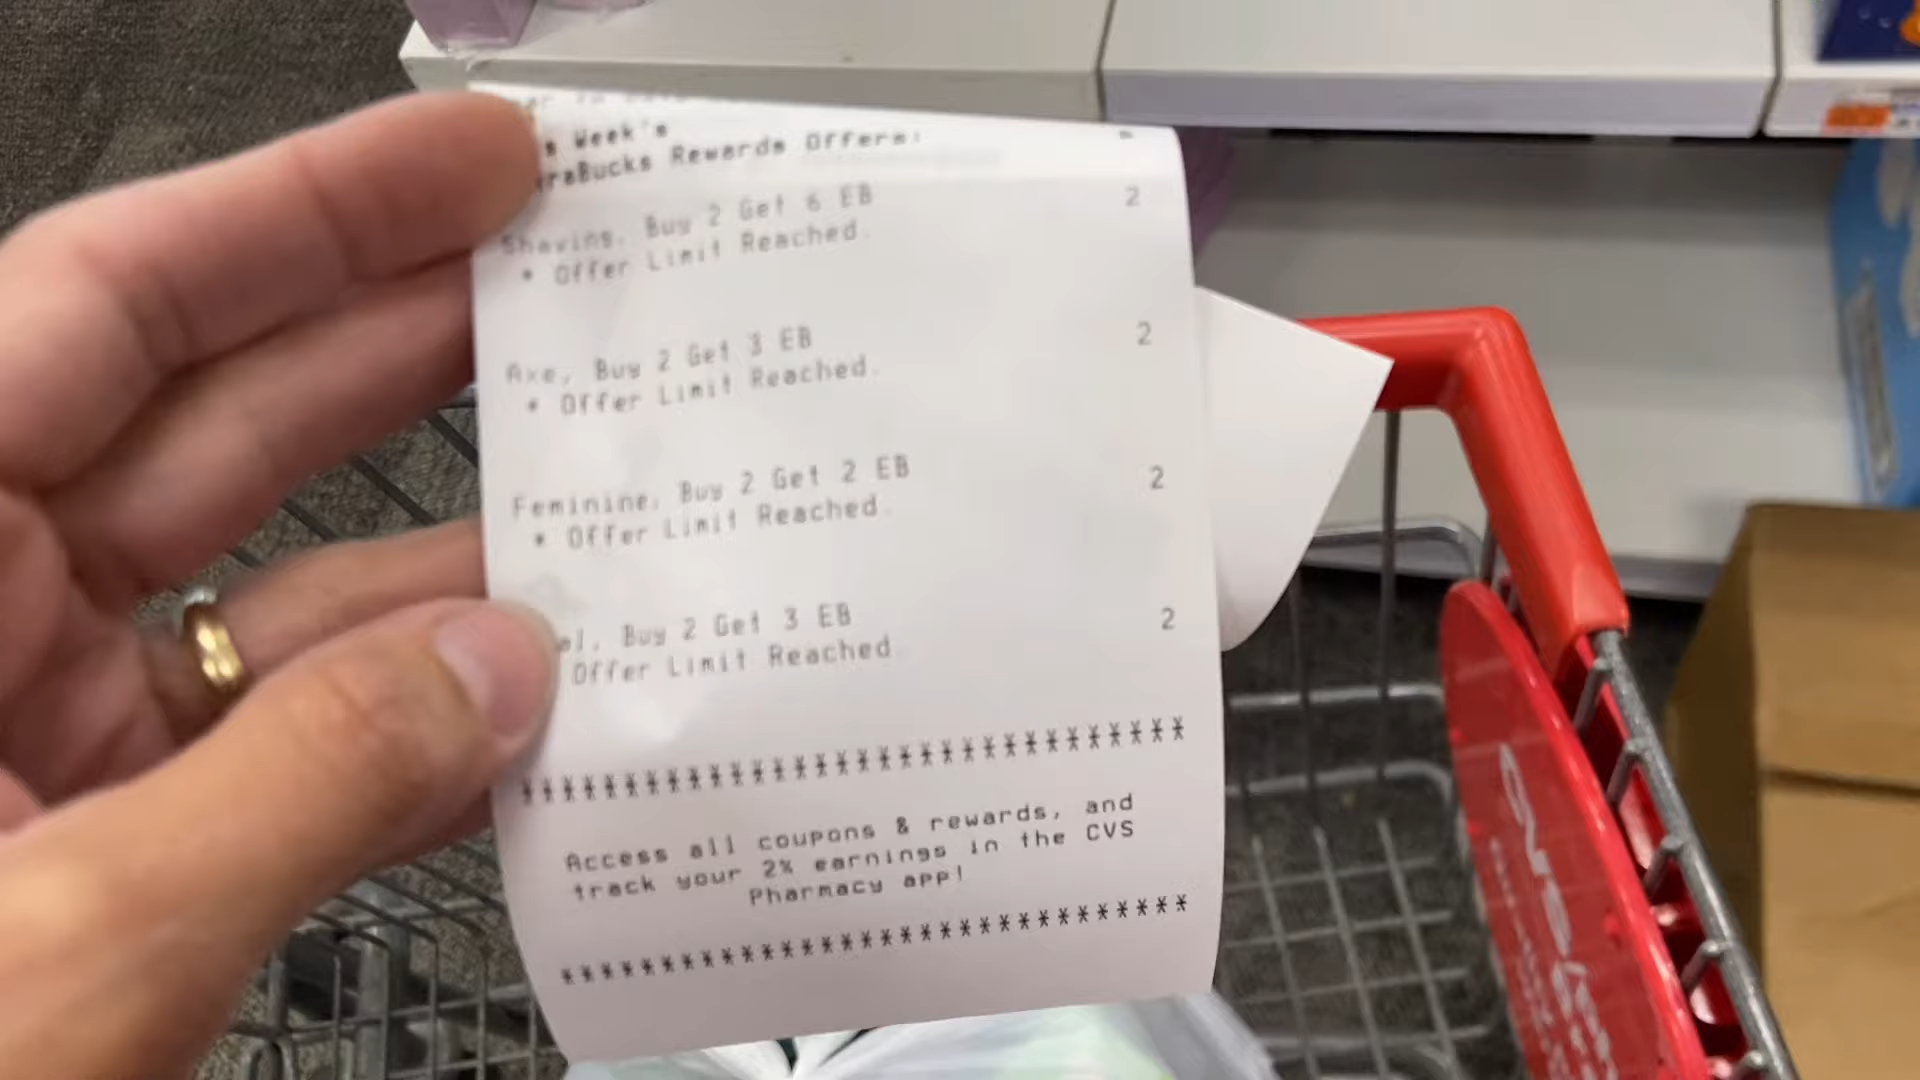 s Week's
raBucks Rewards Offers:
Shaving, Buy 2 Get 6 EB 2
* Offer Limit Reached.
Axe, Buy 2 Get 3 EB 2
* Offer Limit Reached.
Feminine, Buy 2 Get 2 EB 2
* Offer Limit Reached.
al, Buy 2 Get 3 EB 2
Offer Limit Reached
********************************
Access all coupons & rewards, and
track your 2% earnings in the CVS
Pharmacy app!
********************************